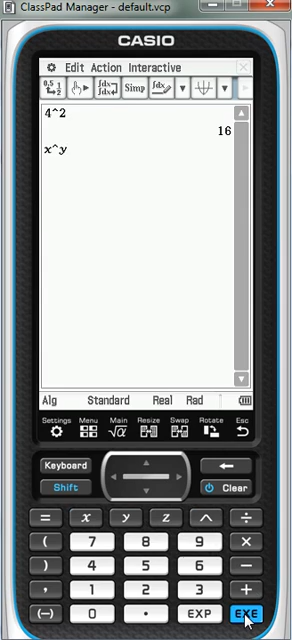 ClassPad Manager - default.vcp
CASIO
Edit Action Interactive
Simp
4^2
16
x^y
Alg Standard Real Rad
Settings Menu Main Resize Swap Rotate Esc
Keyboard
Shift Clear
= x y z ^ ÷
( 7 8 9 ×
) 4 5 6 −
, 1 2 3 +
(−) 0 . EXP EXE